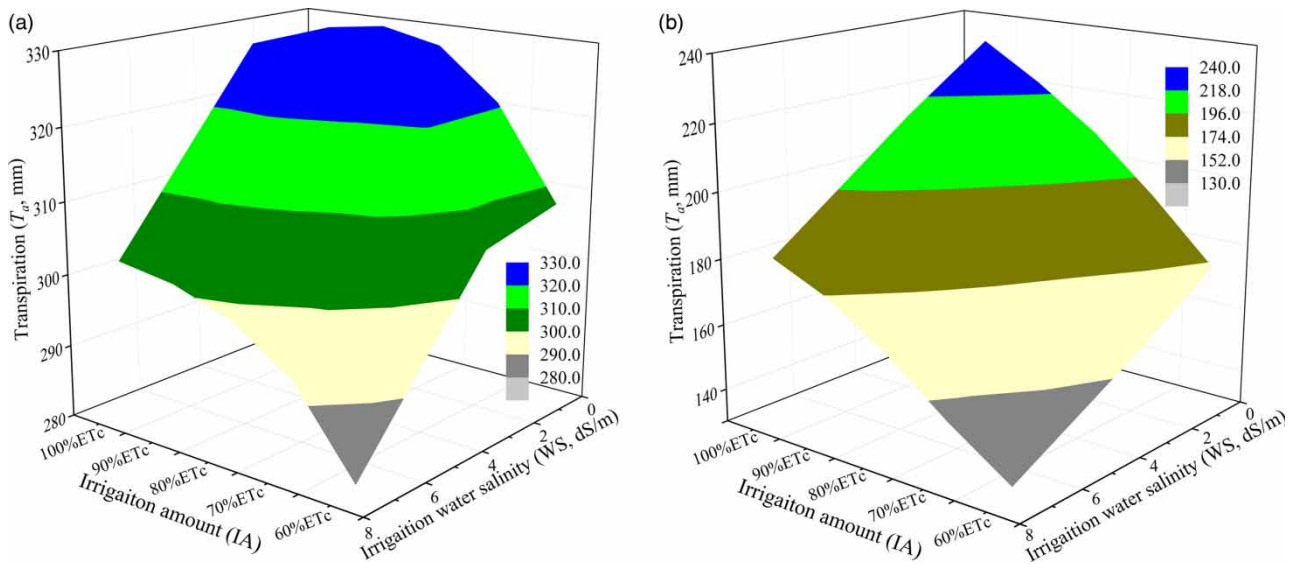 (a)
330
320
310
300
290
280
Transpiration (Ta, mm)
100%ETc
90%ETc
80%ETc
70%ETc
60%ETc
Irrigaiton amount (IA)
8
6
4
2
0
Irrigaition water salinity (WS, dS/m)
330.0
320.0
310.0
300.0
290.0
280.0
(b)
240
220
200
180
160
140
Transpiration (Ta, mm)
100%ETc
90%ETc
80%ETc
70%ETc
60%ETc
Irrigaiton amount (IA)
8
6
4
2
0
Irrigaition water salinity (WS, dS/m)
240.0
218.0
196.0
174.0
152.0
130.0